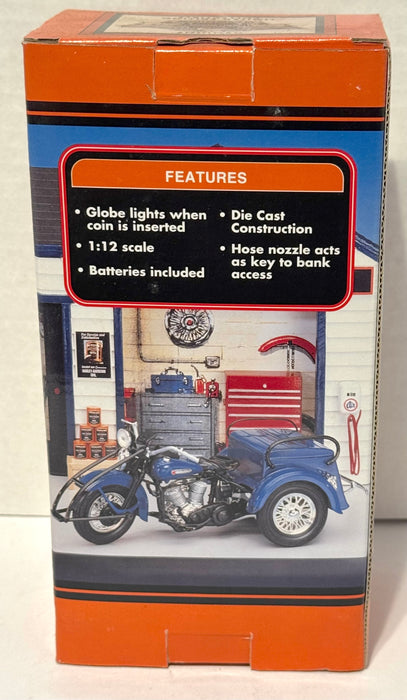 FEATURES
• Globe lights when
coin is inserted
• 1:12 scale
• Batteries included
• Die Cast
Construction
• Hose nozzle acts
as key to bank
access